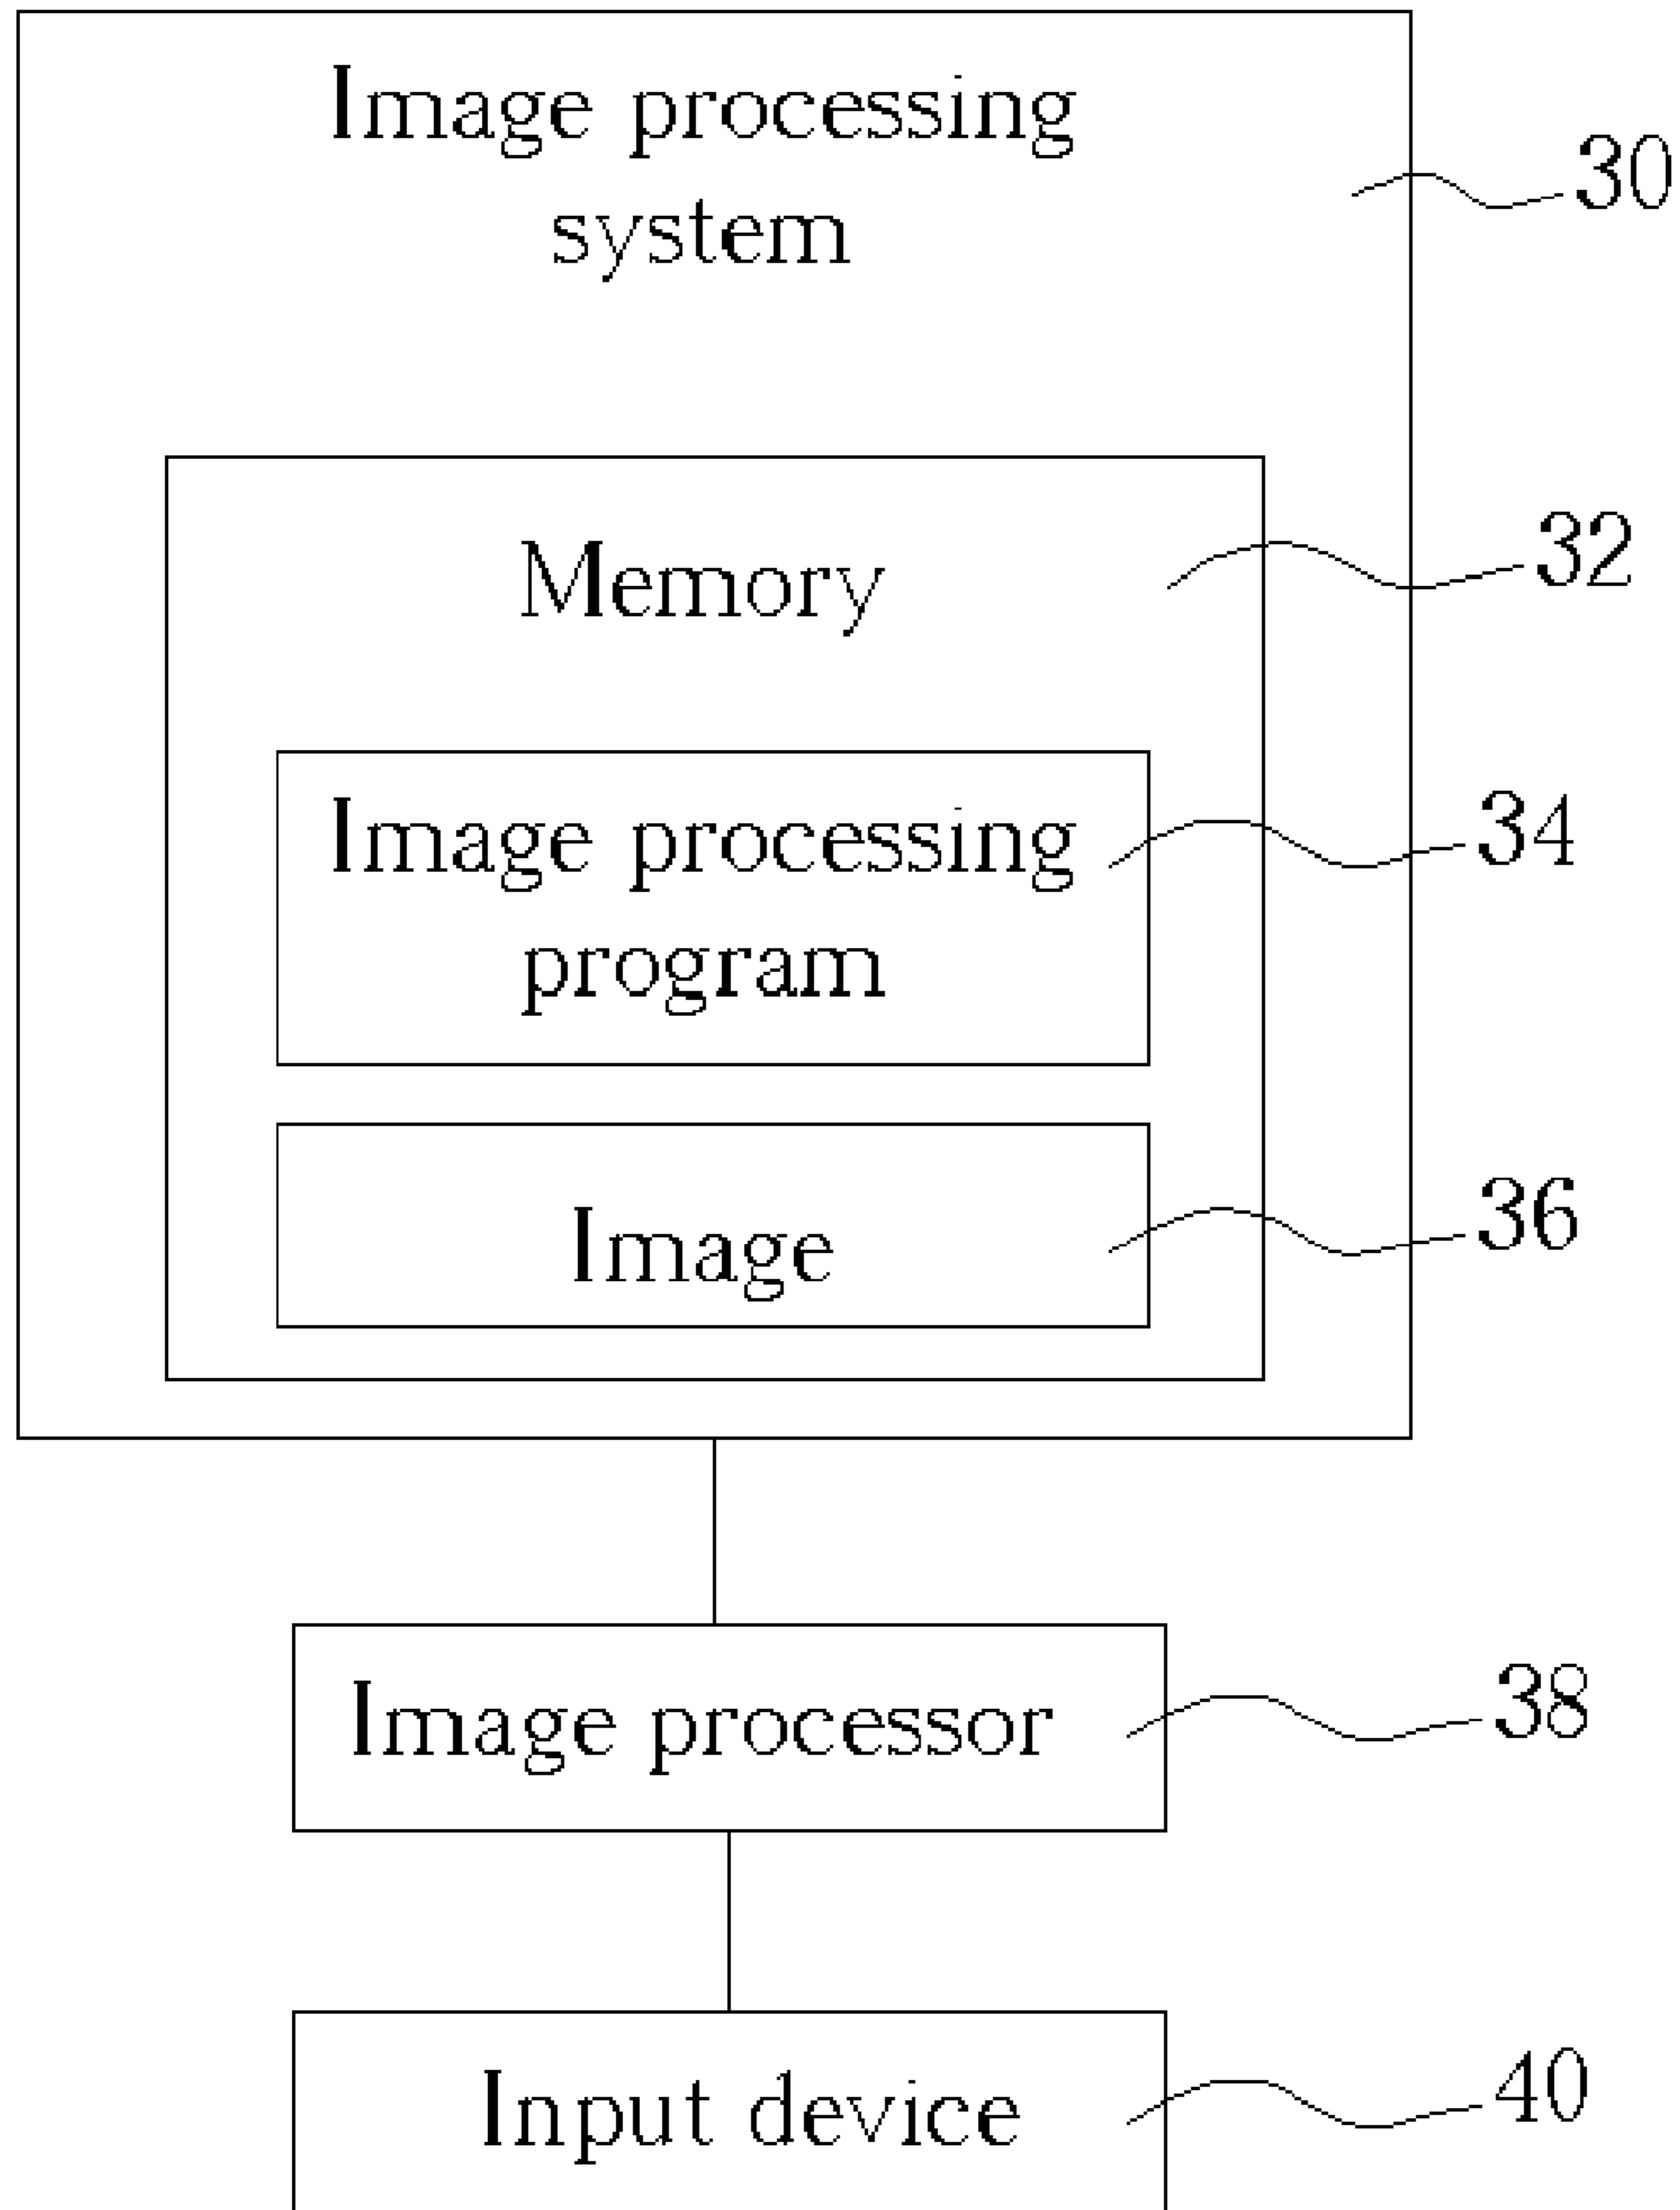 Image processing
system
30
Memory
32
Image processing
program
34
Image
36
Image processor
38
Input device
40